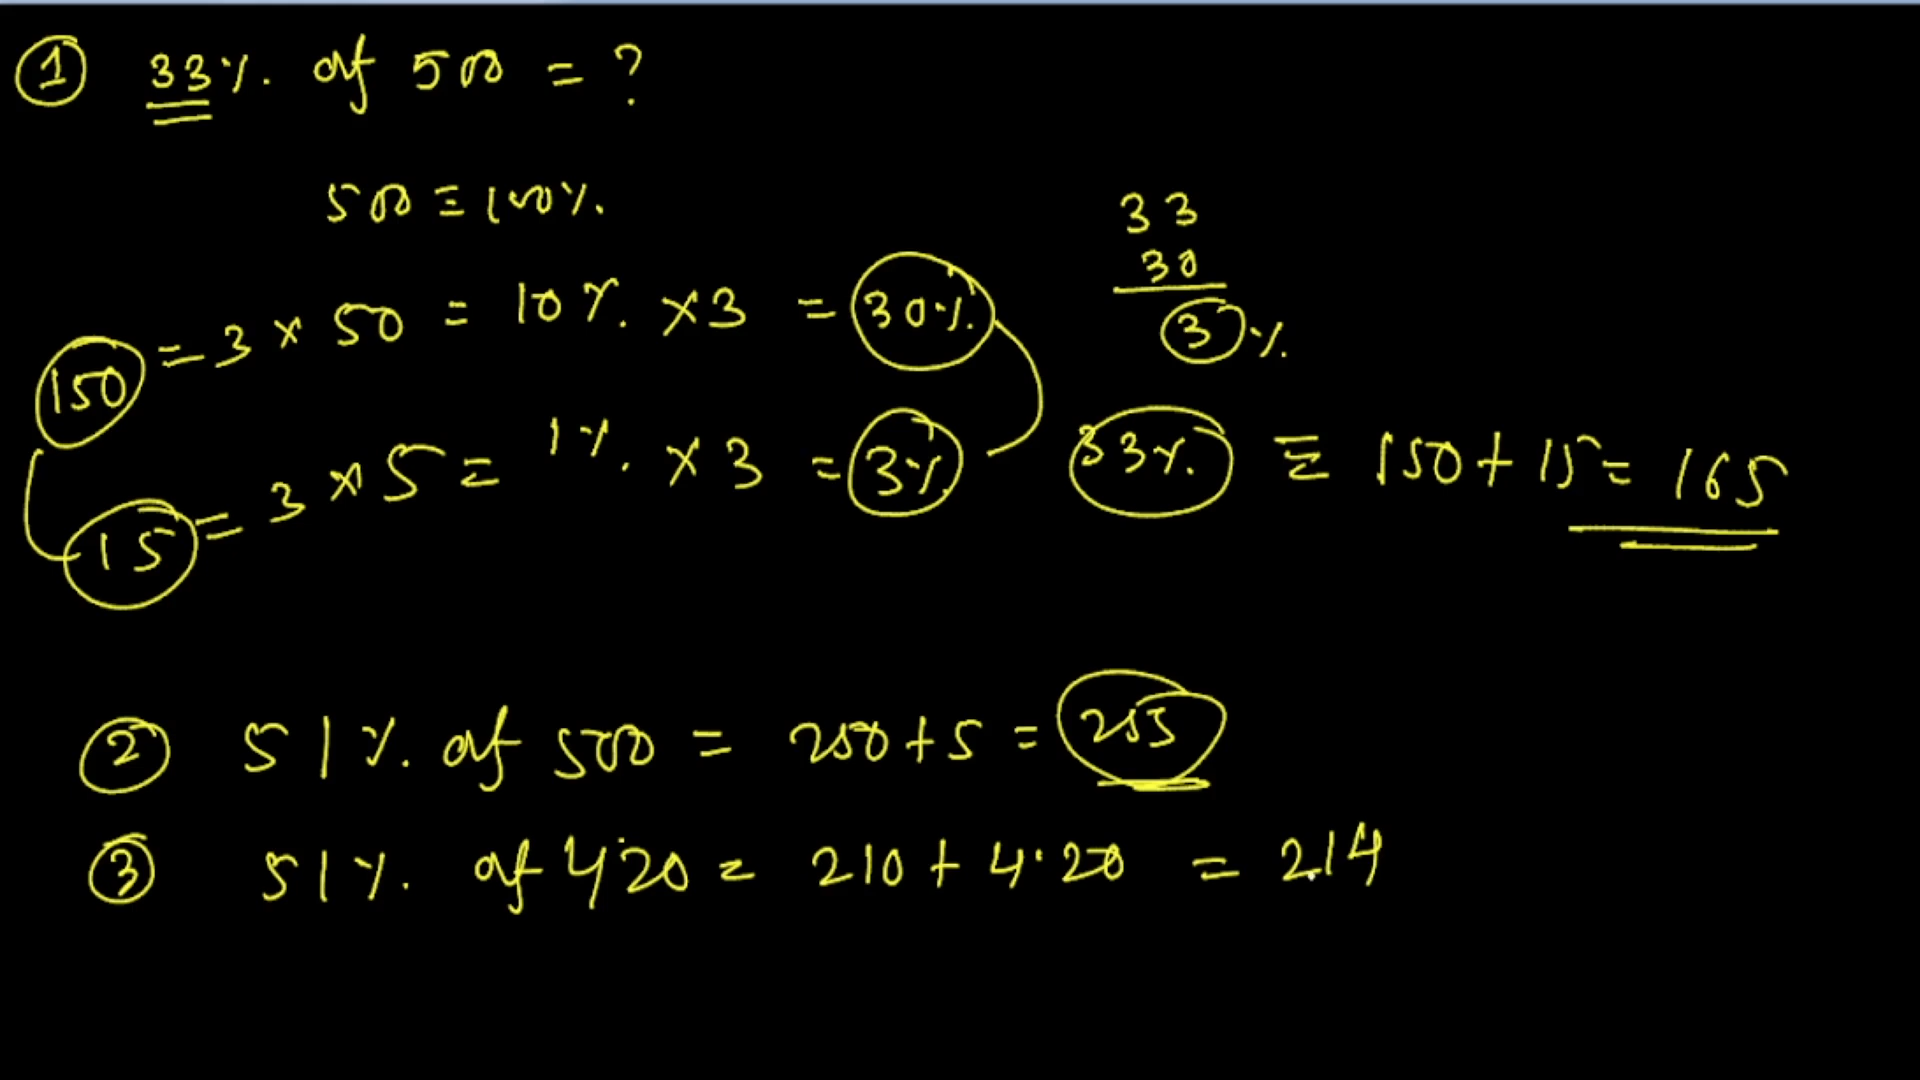 ① 33% of 500 = ?
500 = 100%
150 = 3 × 50 = 10% × 3 = 30%
33
30
3%
15 = 3 × 5 = 1% × 3 = 3%
33% = 150 + 15 = 165
② 51% of 500 = 250 + 5 = 255
③ 51% of 420 = 210 + 4.20 = 214